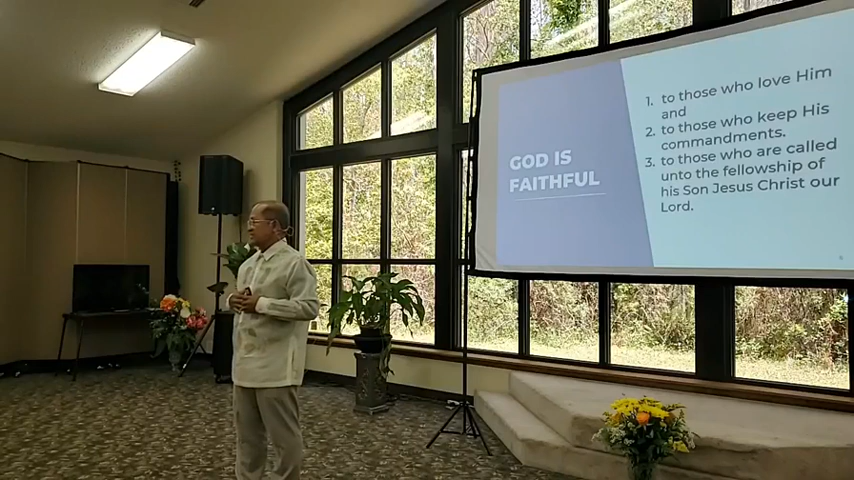 GOD IS
FAITHFUL
1. to those who love Him
and
2. to those who keep His
commandments,
3. to those who are called
unto the fellowship of
His Son Jesus Christ our
Lord.